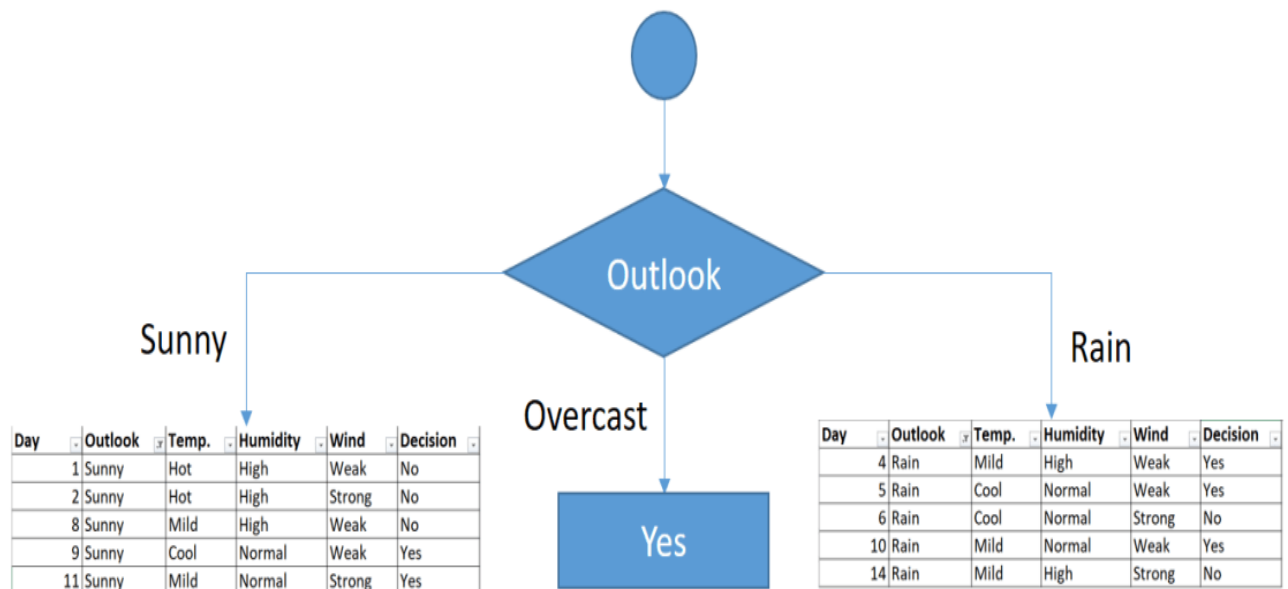 Outlook
Sunny
Overcast
Rain
Yes
Day Outlook Temp. Humidity Wind Decision
1 Sunny Hot High Weak No
2 Sunny Hot High Strong No
8 Sunny Mild High Weak No
9 Sunny Cool Normal Weak Yes
11 Sunny Mild Normal Strong Yes
Day Outlook Temp. Humidity Wind Decision
4 Rain Mild High Weak Yes
5 Rain Cool Normal Weak Yes
6 Rain Cool Normal Strong No
10 Rain Mild Normal Weak Yes
14 Rain Mild High Strong No